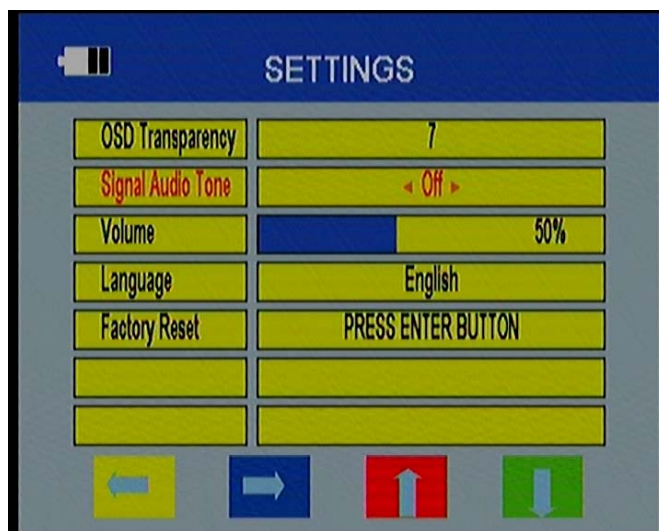 SETTINGS
OSD Transparency 7
Signal Audio Tone ◂ Off ▸
Volume 50%
Language English
Factory Reset PRESS ENTER BUTTON